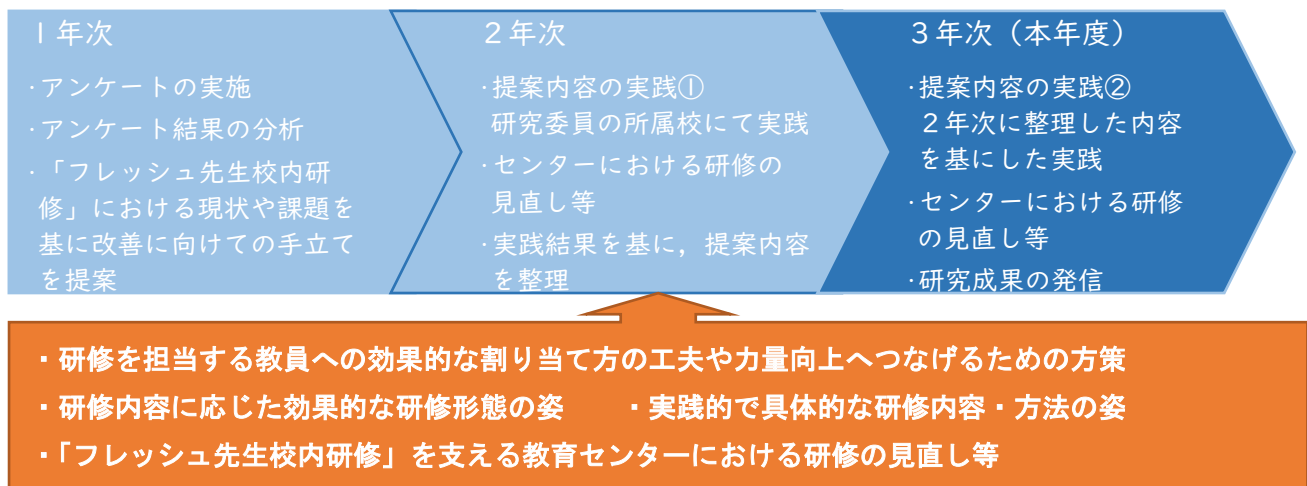 1年次
・アンケートの実施
・アンケート結果の分析
・「フレッシュ先生校内研
修」における現状や課題を
基に改善に向けての手立て
を提案
２年次
・提案内容の実践①
研究委員の所属校にて実践
・センターにおける研修の
見直し等
・実践結果を基に，提案内容
を整理
３年次（本年度）
・提案内容の実践②
２年次に整理した内容
を基にした実践
・センターにおける研修
の見直し等
・研究成果の発信
・研修を担当する教員への効果的な割り当て方の工夫や力量向上へつなげるための方策
・研修内容に応じた効果的な研修形態の姿　　・実践的で具体的な研修内容・方法の姿
・「フレッシュ先生校内研修」を支える教育センターにおける研修の見直し等